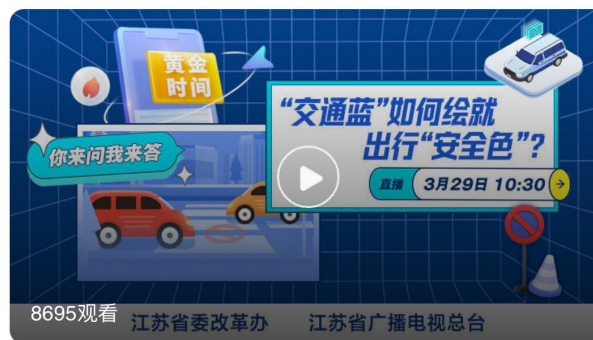 黄金
时间
你来问我来答
“交通蓝”如何绘就
出行“安全色”?
直播 3月29日 10:30
8695观看
江苏省委改革办 江苏省广播电视总台